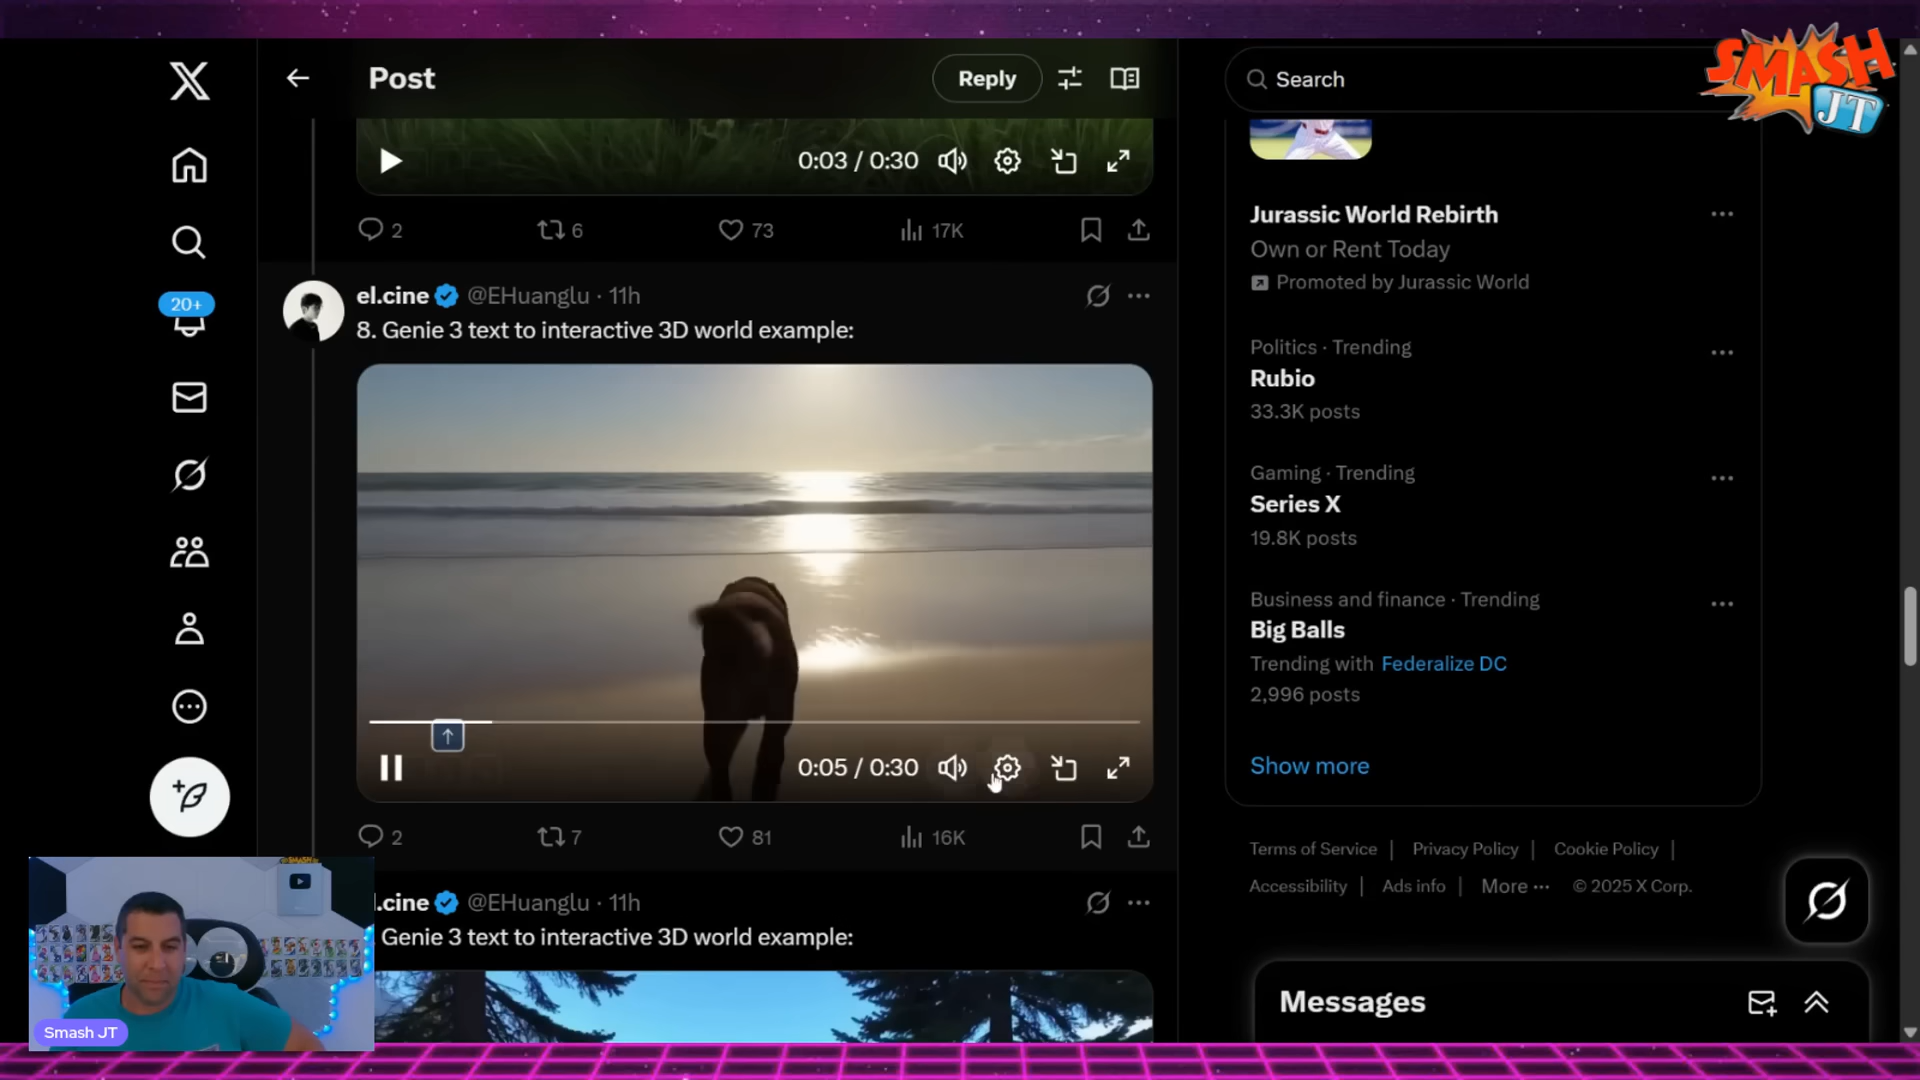 SMASH
JT
Post
Reply
Search
0:03 / 0:30
2
6
73
17K
Jurassic World Rebirth
Own or Rent Today
Promoted by Jurassic World
20+
el.cine @EHuanglu · 11h
8. Genie 3 text to interactive 3D world example:
Politics · Trending
Rubio
33.3K posts
Gaming · Trending
Series X
19.8K posts
Business and finance · Trending
Big Balls
Trending with Federalize DC
2,996 posts
Show more
0:05 / 0:30
2
7
81
16K
Terms of Service | Privacy Policy | Cookie Policy |
Accessibility | Ads info | More ··· © 2025 X Corp.
l.cine @EHuanglu · 11h
Genie 3 text to interactive 3D world example:
Messages
Smash JT